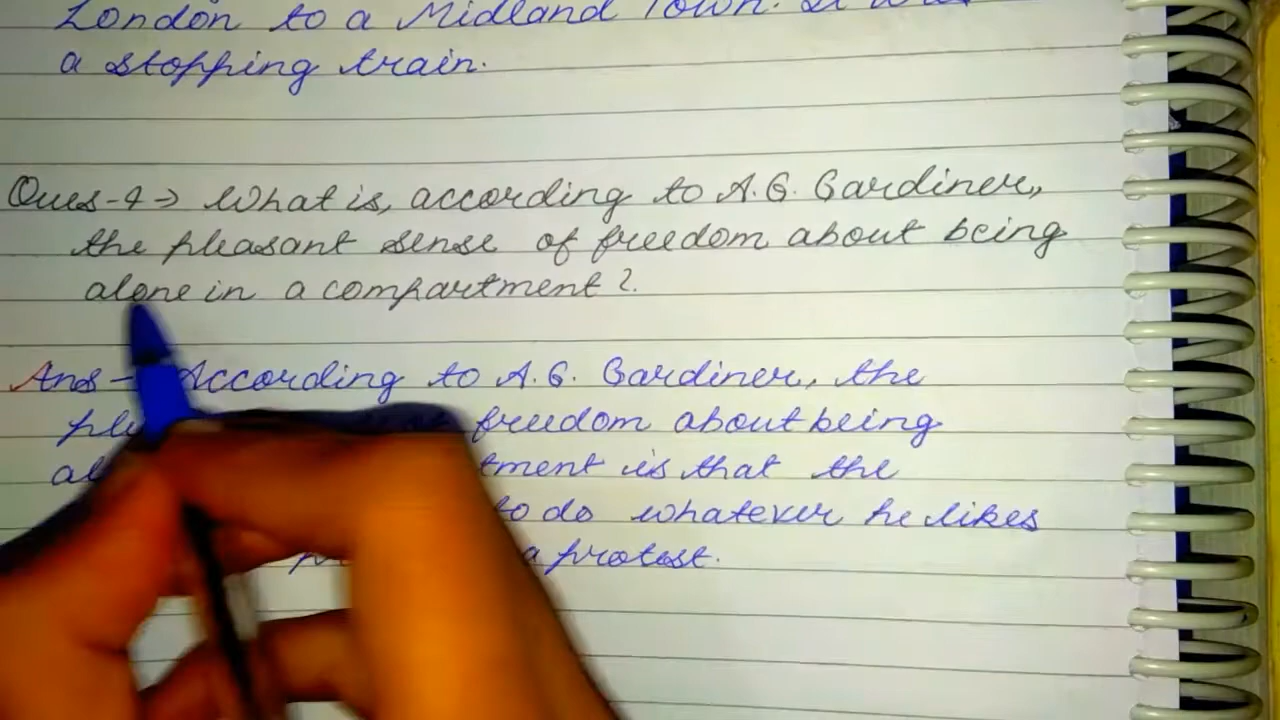 London to a Midland Town. It
a stopping train.
Ques-4→ What is, according to A.G. Gardiner,
the pleasant sense of freedom about being
alone in a compartment?
Ans- According to A.G. Gardiner, the
freedom about being
is that the
to do whatever he likes
a protest.